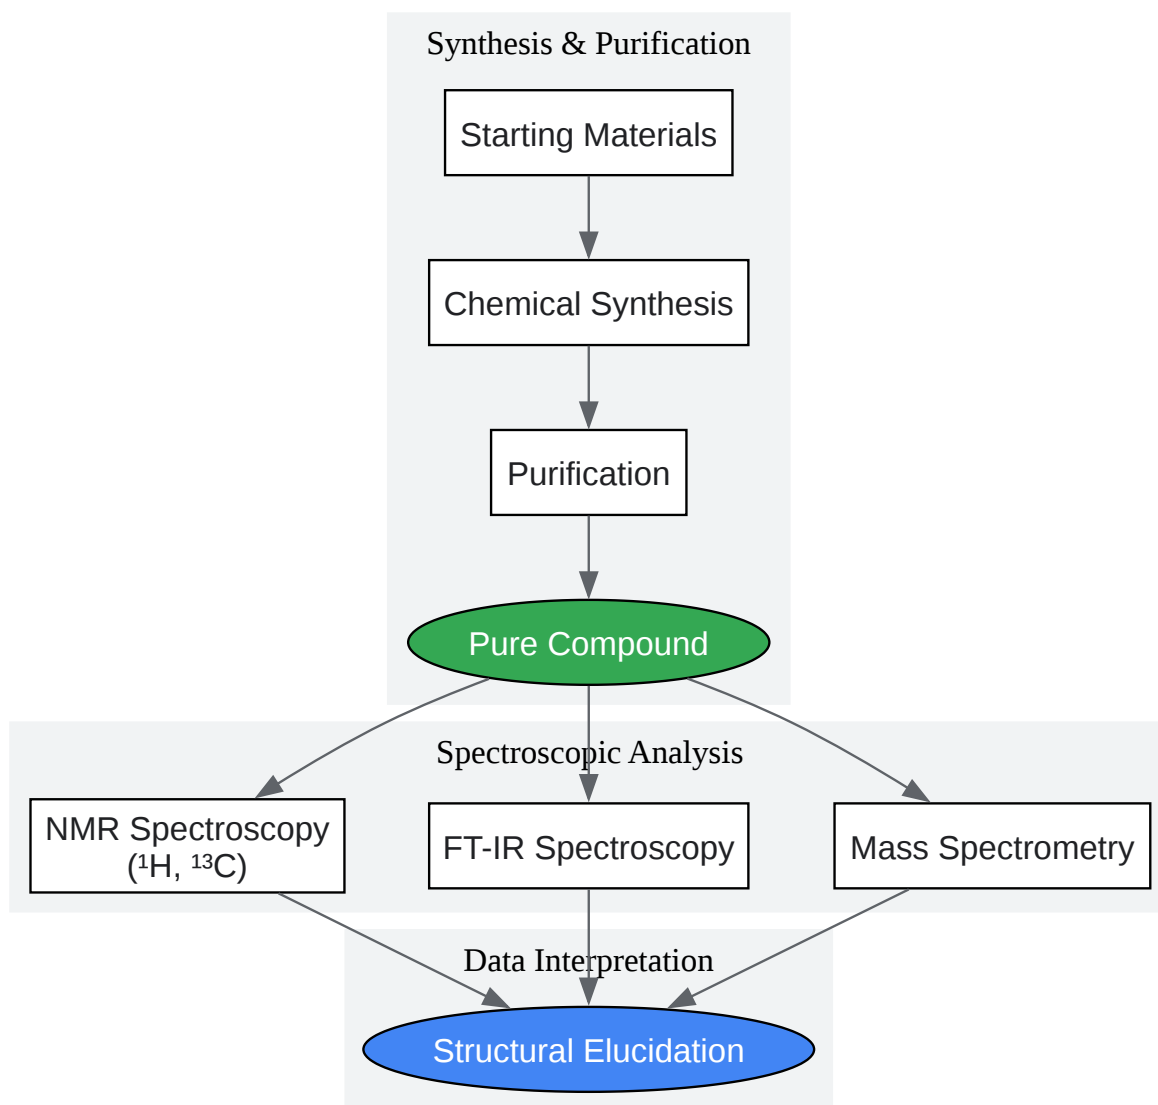 Synthesis & Purification
Starting Materials
Chemical Synthesis
Purification
Pure Compound
Spectroscopic Analysis
NMR Spectroscopy
(¹H, ¹³C)
FT-IR Spectroscopy
Mass Spectrometry
Data Interpretation
Structural Elucidation